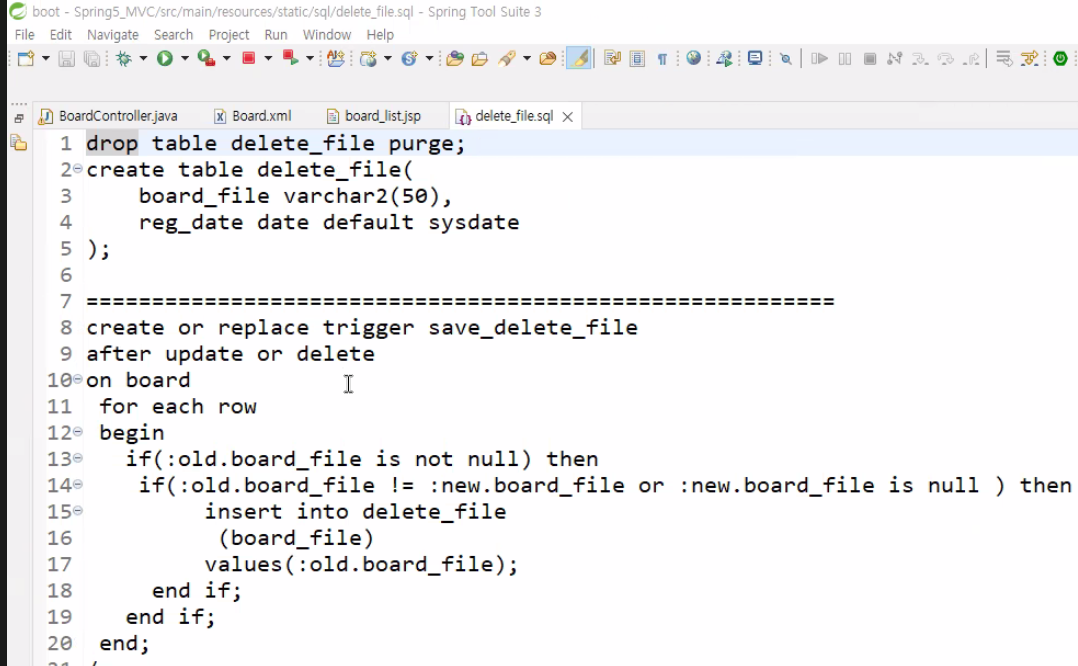 boot - Spring5_MVC/src/main/resources/static/sql/delete_file.sql - Spring Tool Suite 3
File Edit Navigate Search Project Run Window Help
BoardController.java Board.xml board_list.jsp delete_file.sql
1 drop table delete_file purge;
2 create table delete_file(
3 board_file varchar2(50),
4 reg_date date default sysdate
5 );
6
7 =========================================================
8 create or replace trigger save_delete_file
9 after update or delete
10 on board
11 for each row
12 begin
13 if(:old.board_file is not null) then
14 if(:old.board_file != :new.board_file or :new.board_file is null ) then
15 insert into delete_file
16 (board_file)
17 values(:old.board_file);
18 end if;
19 end if;
20 end;
21 /